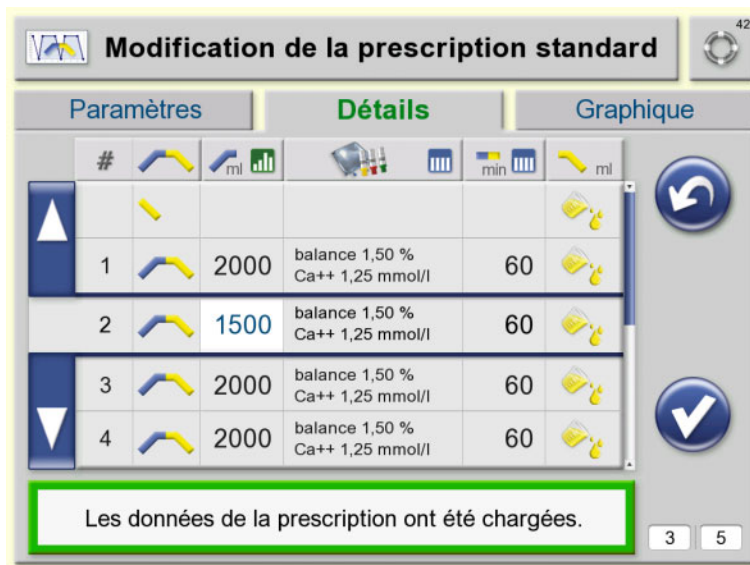 Modification de la prescription standard
42
Paramètres
Détails
Graphique
# ml min ml
1 2000 balance 1,50 % 60
Ca++ 1,25 mmol/l
2 1500 balance 1,50 % 60
Ca++ 1,25 mmol/l
3 2000 balance 1,50 % 60
Ca++ 1,25 mmol/l
4 2000 balance 1,50 % 60
Ca++ 1,25 mmol/l
Les données de la prescription ont été chargées.
3 5